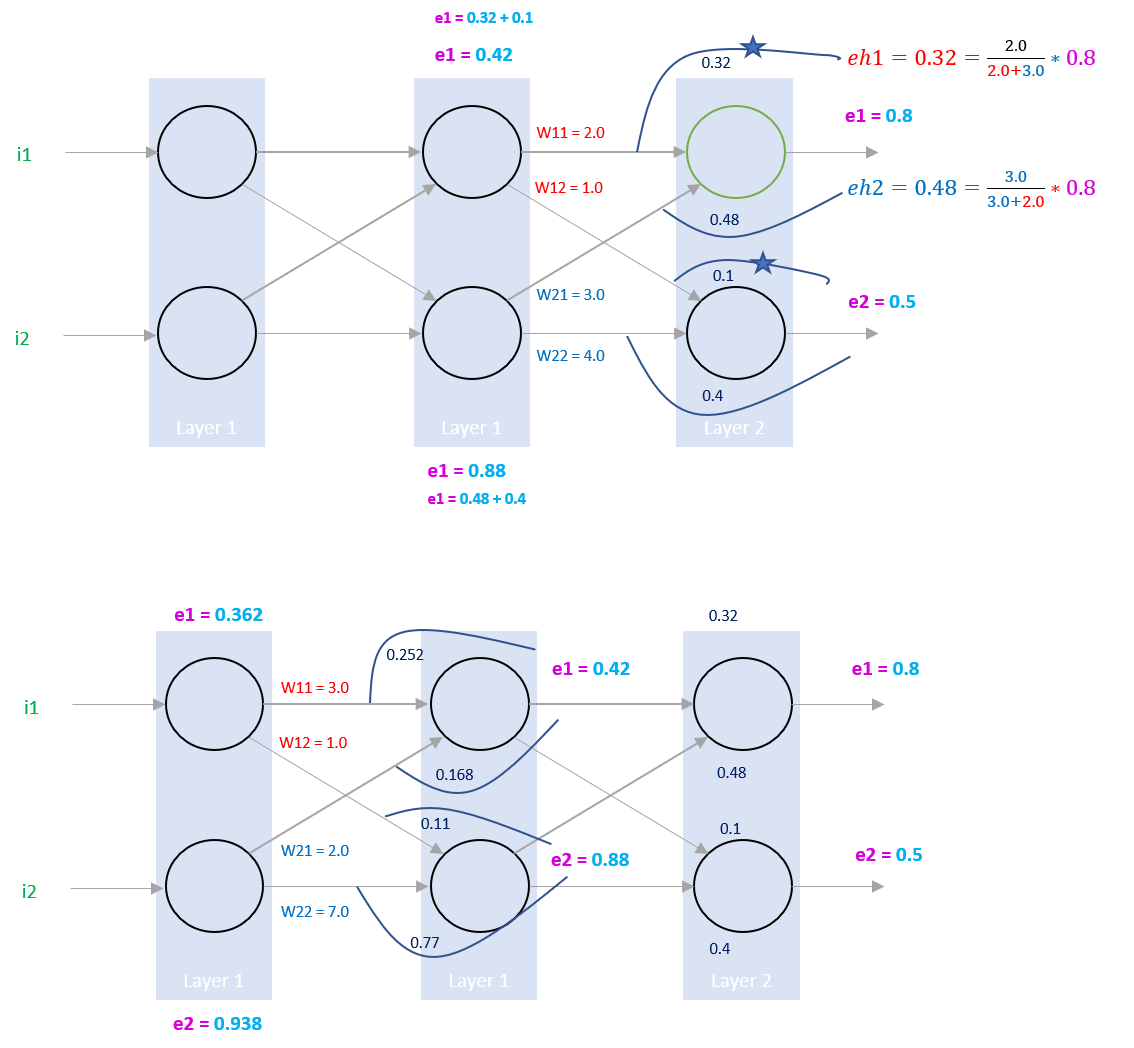 e1 = 0.32 + 0.1
e1 = 0.42
0.32
eh1 = 0.32 = 2.0 / 2.0+3.0 * 0.8
e1 = 0.8
i1
W11 = 2.0
W12 = 1.0
eh2 = 0.48 = 3.0 / 3.0+2.0 * 0.8
0.48
0.1
e2 = 0.5
i2
W21 = 3.0
W22 = 4.0
0.4
Layer 1
Layer 1
Layer 2
e1 = 0.88
e1 = 0.48 + 0.4
e1 = 0.362
0.32
0.252
e1 = 0.42
e1 = 0.8
i1
W11 = 3.0
W12 = 1.0
0.168
0.48
0.11
0.1
W21 = 2.0
e2 = 0.88
e2 = 0.5
i2
W22 = 7.0
0.77
0.4
Layer 1
Layer 1
Layer 2
e2 = 0.938